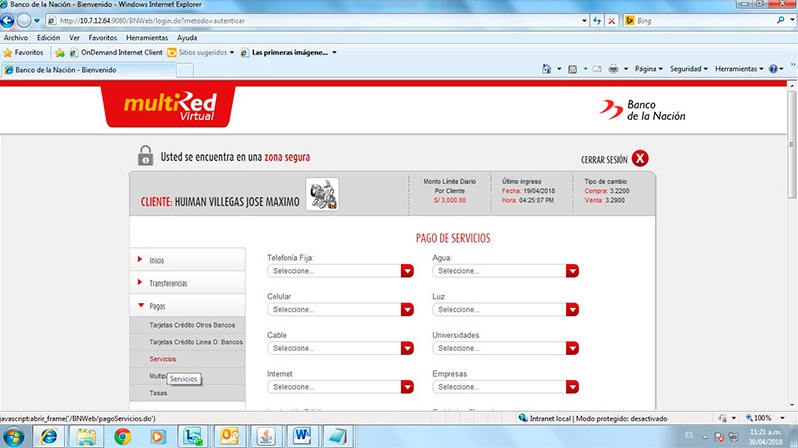 Banco de la Nación - Bienvenido - Windows Internet Explorer
http://10.7.12.64:9080/BNWeb/login.do?metodo=autenticar
Bing
Archivo Edición Ver Favoritos Herramientas Ayuda
Favoritos OnDemand Internet Client Sitios sugeridos Las primeras imágene...
Banco de la Nación - Bienvenido
Página Seguridad Herramientas
multiRed
Virtual
Banco
de la Nación
Usted se encuentra en una zona segura
CERRAR SESIÓN X
CLIENTE: HUIMAN VILLEGAS JOSE MAXIMO
Monto Límite Diario
Por Cliente
S/ 3,000.00
Último ingreso
Fecha: 19/04/2018
Hora: 04:25:07 PM
Tipo de cambio
Compra: 3.2200
Venta: 3.2900
PAGO DE SERVICIOS
Inicio
Transferencias
Pagos
Tarjetas Crédito Otros Bancos
Tarjetas Crédito Linea O. Bancos
Servicios
Multip
Servicios
Tasas
Telefonía Fija:
Seleccione...
Agua:
Seleccione...
Celular
Seleccione...
Luz
Seleccione...
Cable
Seleccione...
Universidades
Seleccione...
Internet
Seleccione...
Empresas
Seleccione...
javascript:abrir_frame('/BNWeb/pagoServicios.do')
Intranet local | Modo protegido: desactivado
100%
ES
11:21 a.m.
30/04/2018